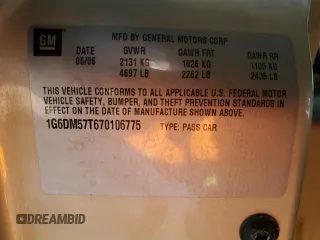 GM
MFD BY GENERAL MOTORS CORP
DATE GVWR GAWR FRT GAWR RR
06/06 2131 KG 1026 KG 1105 KG
4697 LB 2262 LB 2435 LB
THIS VEHICLE CONFORMS TO ALL APPLICABLE U.S. FEDERAL MOTOR
VEHICLE SAFETY, BUMPER, AND THEFT PREVENTION STANDARDS IN
EFFECT ON THE DATE OF MANUFACTURE SHOWN ABOVE.
1G6DM57T670106775 TYPE: PASS CAR
DREAMBID